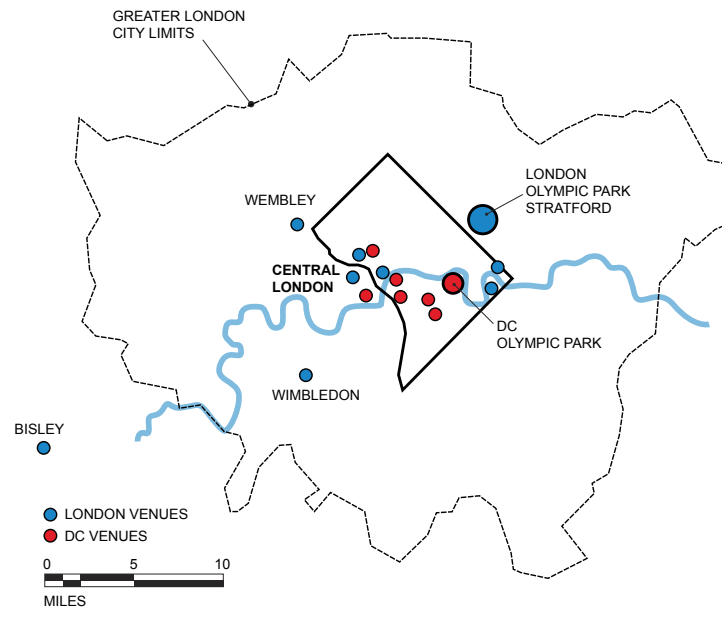 GREATER LONDON
CITY LIMITS
LONDON
OLYMPIC PARK
STRATFORD
WEMBLEY
CENTRAL
LONDON
DC
OLYMPIC PARK
WIMBLEDON
BISLEY
LONDON VENUES
DC VENUES
0 5 10
MILES